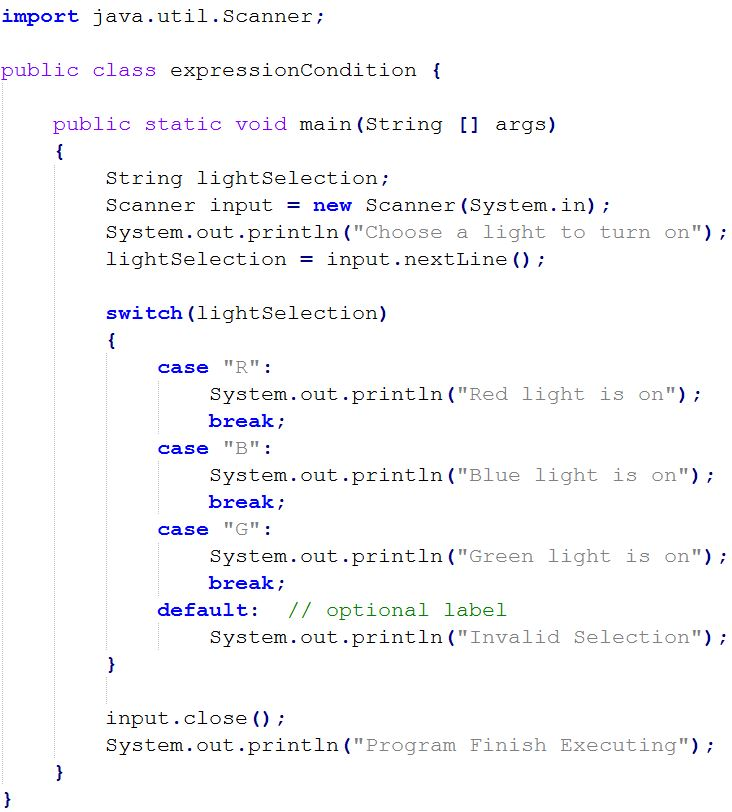 import java.util.Scanner;
public class expressionCondition {
public static void main(String [] args)
{
String lightSelection;
Scanner input = new Scanner(System.in);
System.out.println("Choose a light to turn on");
lightSelection = input.nextLine();
switch(lightSelection)
{
case "R":
System.out.println("Red light is on");
break;
case "B":
System.out.println("Blue light is on");
break;
case "G":
System.out.println("Green light is on");
break;
default:  // optional label
System.out.println("Invalid Selection");
}
input.close();
System.out.println("Program Finish Executing");
}
}